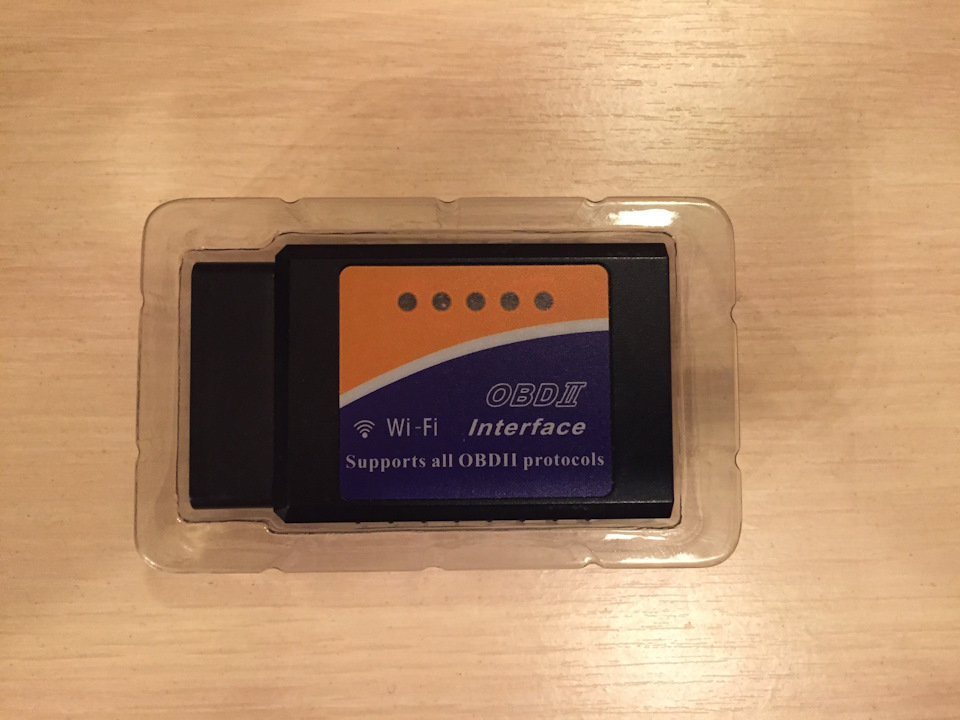 OBDII
Wi-Fi Interface
Supports all OBDII protocols